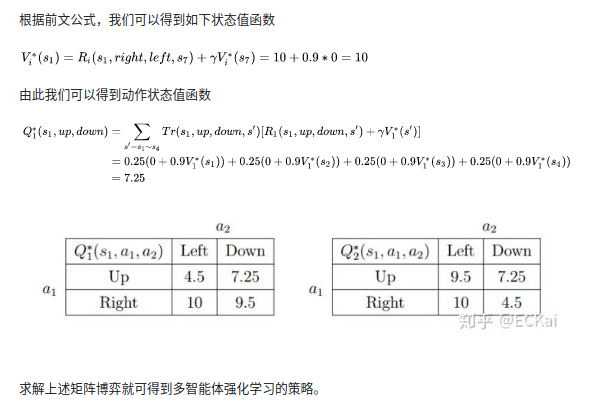 根据前文公式，我们可以得到如下状态值函数
V_i^*(s_1) = R_i(s_1, right, left, s_7) + γV_i^*(s_7) = 10 + 0.9 * 0 = 10
由此我们可以得到动作状态值函数
Q_1^*(s_1, up, down) = ∑_{s'=s_1∼s_4} Tr(s_1, up, down, s')[R_1(s_1, up, down, s') + γV_1^*(s')]
= 0.25(0 + 0.9V_1^*(s_1)) + 0.25(0 + 0.9V_1^*(s_2)) + 0.25(0 + 0.9V_1^*(s_3)) + 0.25(0 + 0.9V_1^*(s_4))
= 7.25
a_2
Q_1^*(s_1, a_1, a_2) Left Down
a_1
Up 4.5 7.25
Right 10 9.5
a_2
Q_2^*(s_1, a_1, a_2) Left Down
a_1
Up 9.5 7.25
Right 10 4.5
知乎 @ECKai
求解上述矩阵博弈就可得到多智能体强化学习的策略。